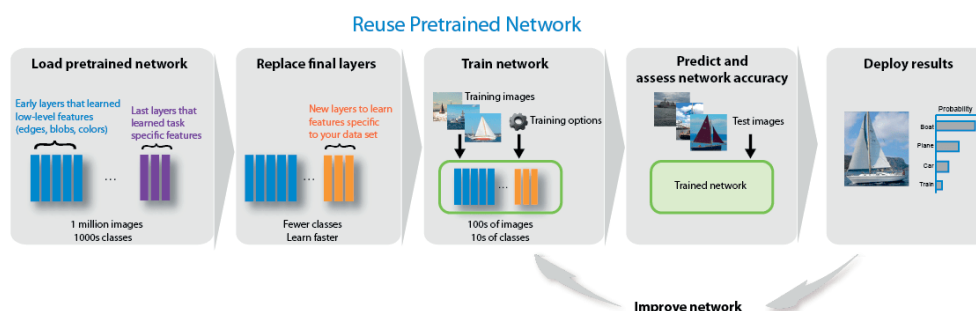 Reuse Pretrained Network
Load pretrained network
Early layers that learned
low-level features
(edges, blobs, colors)
Last layers that
learned task
specific features
...
1 million images
1000s classes
Replace final layers
New layers to learn
features specific
to your data set
...
Fewer classes
Learn faster
Train network
Training images
Training options
...
100s of images
10s of classes
Predict and
assess network accuracy
Test images
Trained network
Deploy results
Probability
Boat
Plane
Car
Train
Improve network